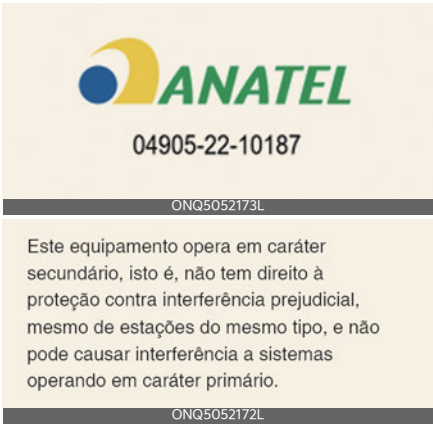 ANATEL
04905-22-10187
ONQ5052173L
Este equipamento opera em caráter
secundário, isto é, não tem direito à
proteção contra interferência prejudicial,
mesmo de estações do mesmo tipo, e não
pode causar interferência a sistemas
operando em caráter primário.
ONQ5052172L